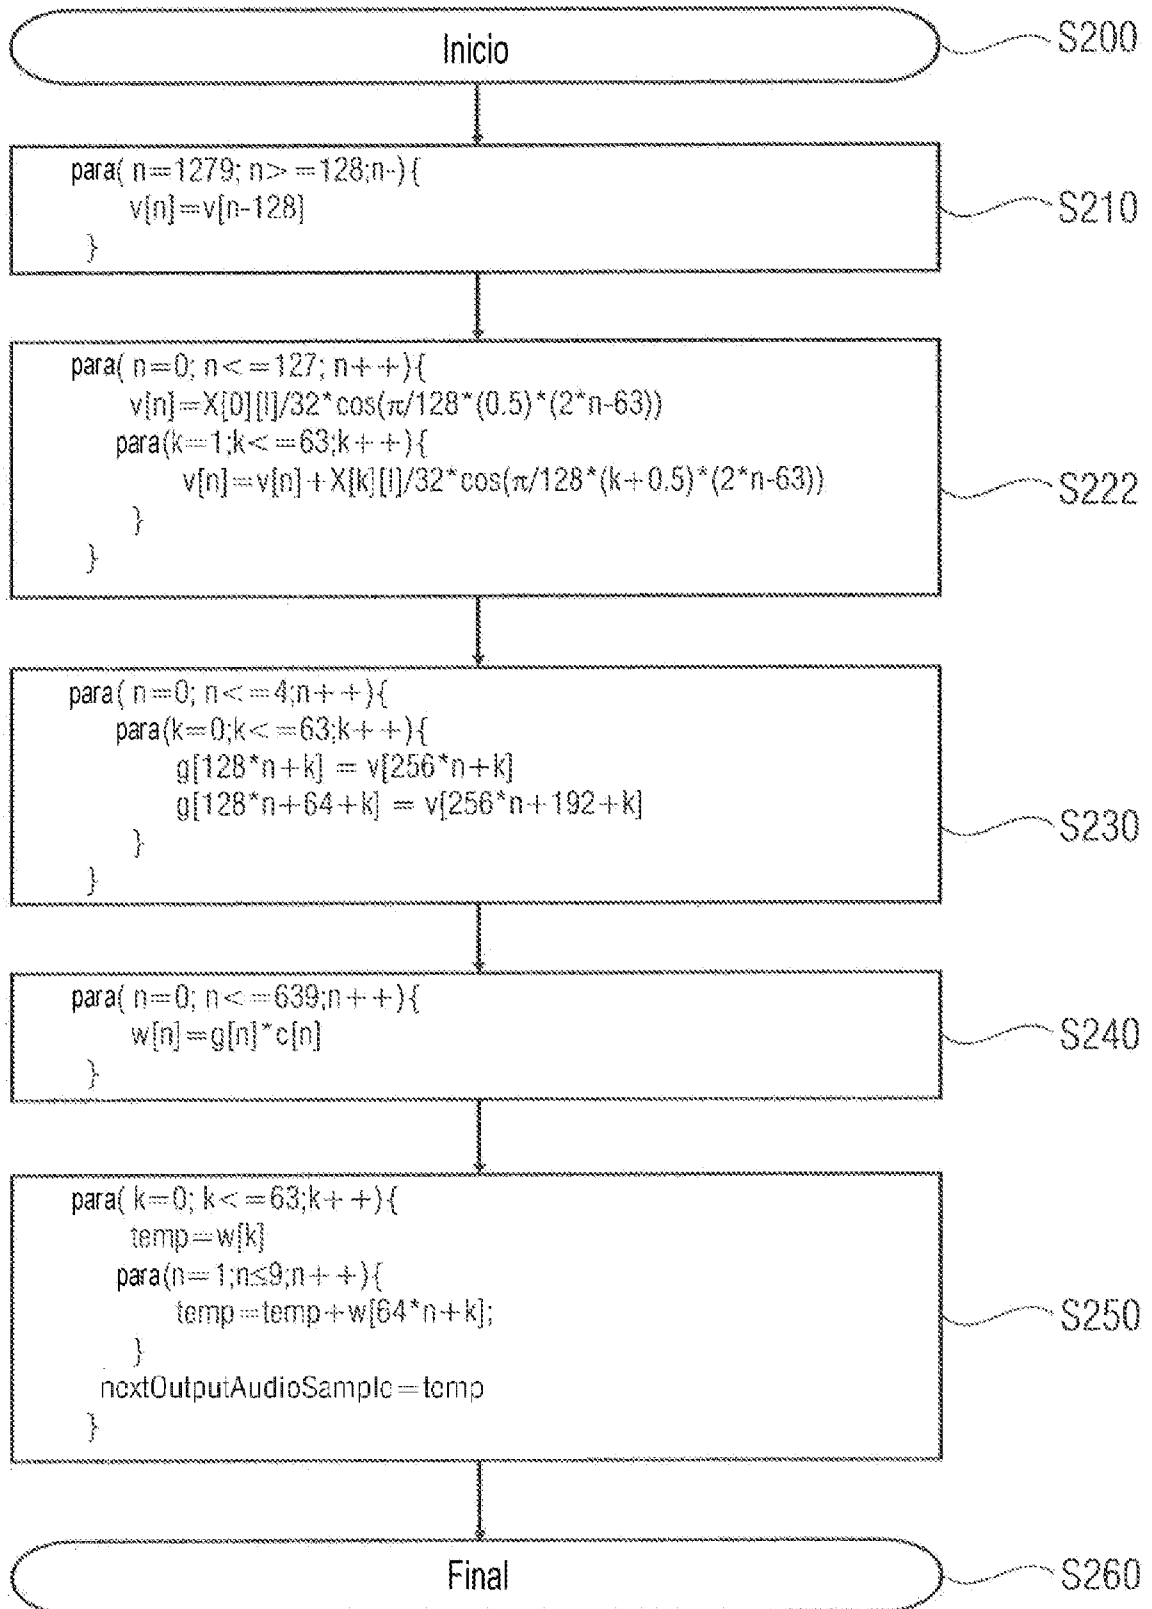 Inicio
S200
para( n=1279; n>=128;n-){
v[n]=v[n-128]
}
S210
para( n=0; n<=127; n++){
v[n]=X[0][l]/32*cos(π/128*(0.5)*(2*n-63))
para(k=1;k<=63;k++){
v[n]=v[n]+X[k][l]/32*cos(π/128*(k+0.5)*(2*n-63))
}
}
S222
para( n=0; n<=4;n++){
para(k=0;k<=63;k++){
g[128*n+k] = v[256*n+k]
g[128*n+64+k] = v[256*n+192+k]
}
}
S230
para( n=0; n<=639;n++){
w[n]=g[n]*c[n]
}
S240
para( k=0; k<=63;k++){
temp=w[k]
para(n=1;n≤9;n++){
temp=temp+w[64*n+k];
}
nextOutputAudioSample=temp
}
S250
Final
S260